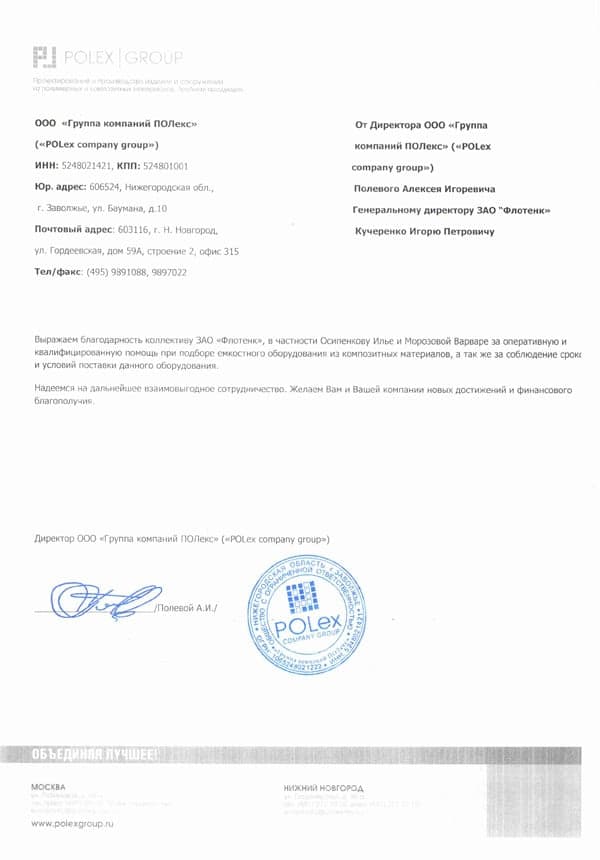 POLEX | GROUP
Проектирование и производство изделий и сооружений
из полимерных и композитных материалов.
ООО «Группа компаний ПОЛекс»
(«POLex company group»)
ИНН: 5248021421, КПП: 524801001
Юр. адрес: 606524, Нижегородская обл.,
г. Заволжье, ул. Баумана, д.10
Почтовый адрес: 603116, г. Н. Новгород,
ул. Гордеевская, дом 59А, строение 2, офис 315
Тел/факс: (495) 9891088, 9897022
От Директора ООО «Группа
компаний ПОЛекс» («POLex
company group»)
Полевого Алексея Игоревича
Генеральному директору ЗАО "Флотенк»
Кучеренко Игорю Петровичу
Выражаем благодарность коллективу ЗАО «Флотенк», в частности Осипенкову Илье и Морозовой Варваре за оперативную и
квалифицированную помощь при подборе емкостного оборудования из композитных материалов, а так же за соблюдение сроко
и условий поставки данного оборудования.
Надеемся на дальнейшее взаимовыгодное сотрудничество. Желаем Вам и Вашей компании новых достижений и финансового
благополучия.
Директор ООО «Группа компаний ПОЛекс» («POLex company group»)
/Полевой А.И./
НИЖЕГОРОДСКАЯ ОБЛАСТЬ г. ЗАВОЛЖЬЕ
ОБЩЕСТВО С ОГРАНИЧЕННОЙ ОТВЕТСТВЕННОСТЬЮ
POLex
COMPANY GROUP
«Группа компаний ПОЛекс»
ОГРН 1065248021222 * ИНН 5248021421
ОБЪЕДИНЯЯ ЛУЧШЕЕ!
МОСКВА
www.polexgroup.ru
НИЖНИЙ НОВГОРОД